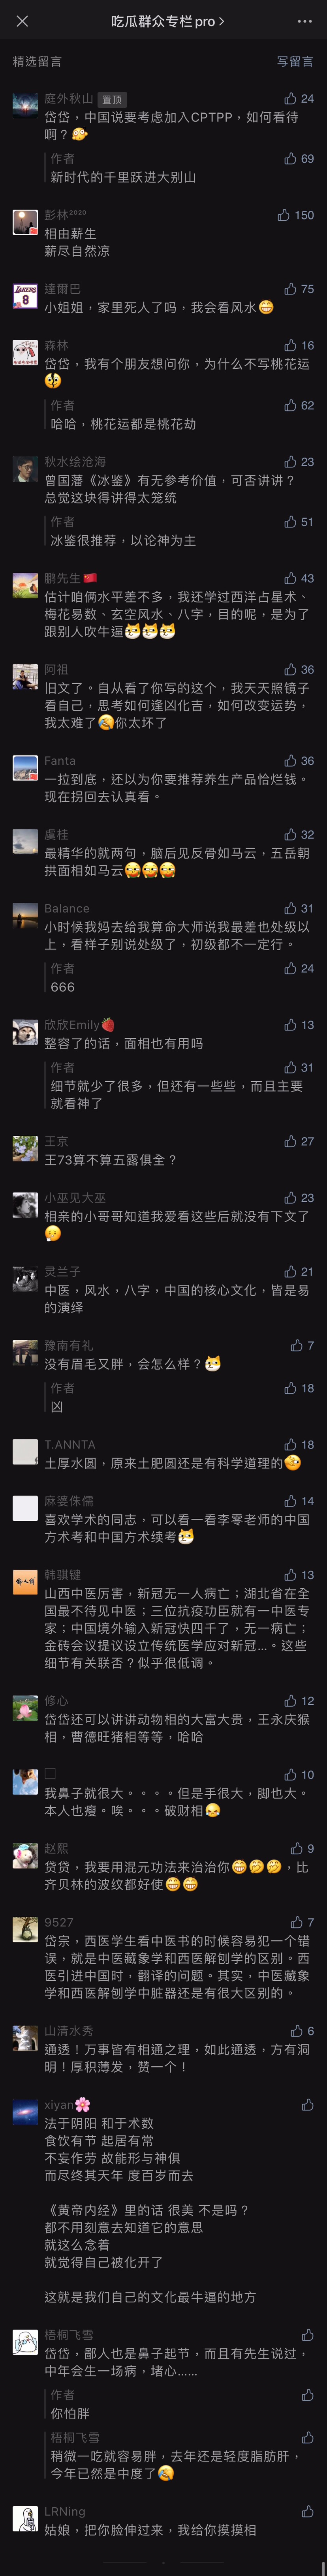 吃瓜群众专栏pro
精选留言
写留言
庭外秋山 置顶 24
岱岱，中国说要考虑加入CPTPP，如何看待
啊？
作者 69
新时代的千里跃进大别山
彭林²⁰²⁰ 150
相由薪生
薪尽自然凉
達爾巴 75
小姐姐，家里死人了吗，我会看风水
森林 16
岱岱，我有个朋友想问你，为什么不写桃花运
作者 62
哈哈，桃花运都是桃花劫
秋水绘沧海 23
曾国藩《冰鉴》有无参考价值，可否讲讲？
总觉这块得讲得太笼统
作者 51
冰鉴很推荐，以论神为主
鹏先生🇨🇳 43
估计咱俩水平差不多，我还学过西洋占星术、
梅花易数、玄空风水、八字，目的呢，是为了
跟别人吹牛逼
阿祖 36
旧文了。自从看了你写的这个，我天天照镜子
看自己，思考如何逢凶化吉，如何改变运势，
我太难了你太坏了
Fanta 36
一拉到底，还以为你要推荐养生产品恰烂钱。
现在拐回去认真看。
虞桂 32
最精华的就两句，脑后见反骨如马云，五岳朝
拱面相如马云
Balance 31
小时候我妈去给我算命大师说我最差也处级以
上，看样子别说处级了，初级都不一定行。
作者 24
666
欣欣Emily🍓 13
整容了的话，面相也有用吗
作者 31
细节就少了很多，但还有一些些，而且主要
就看神了
王京 27
王73算不算五露俱全？
小巫见大巫 23
相亲的小哥哥知道我爱看这些后就没有下文了
灵兰子 21
中医，风水，八字，中国的核心文化，皆是易
的演绎
豫南有礼 7
没有眉毛又胖，会怎么样？
作者 18
凶
T.ANNTA 18
土厚水圆，原来土肥圆还是有科学道理的
麻婆侏儒 14
喜欢学术的同志，可以看一看李零老师的中国
方术考和中国方术续考
韩骐键 13
山西中医厉害，新冠无一人病亡；湖北省在全
国最不待见中医；三位抗疫功臣就有一中医专
家；中国境外输入新冠快四千了，无一病亡；
金砖会议提议设立传统医学应对新冠…。这些
细节有关联否？似乎很低调。
修心 12
岱岱还可以讲讲动物相的大富大贵，王永庆猴
相，曹德旺猪相等等，哈哈
10
我鼻子就很大。。。。但是手很大，脚也大。
本人也瘦。唉。。。破财相
赵熙 9
贷贷，我要用混元功法来治治你😁🤣🤣，比
齐贝林的波纹都好使😁😁
9527 7
岱宗，西医学生看中医书的时候容易犯一个错
误，就是中医藏象学和西医解剖学的区别。西
医引进中国时，翻译的问题。其实，中医藏象
学和西医解剖学中脏器还是有很大区别的。
山清水秀 6
通透！万事皆有相通之理，如此通透，方有洞
明！厚积薄发，赞一个！
xiyan🌸
法于阴阳 和于术数
食饮有节 起居有常
不妄作劳 故能形与神俱
而尽终其天年 度百岁而去
《黄帝内经》里的话 很美 不是吗？
都不用刻意去知道它的意思
就这么念着
就觉得自己被化开了
这就是我们自己的文化最牛逼的地方
梧桐飞雪
岱岱，鄙人也是鼻子起节，而且有先生说过，
中年会生一场病，堵心……
作者
你怕胖
梧桐飞雪
稍微一吃就容易胖，去年还是轻度脂肪肝，
今年已然是中度了
LRNing
姑娘，把你脸伸过来，我给你摸摸相